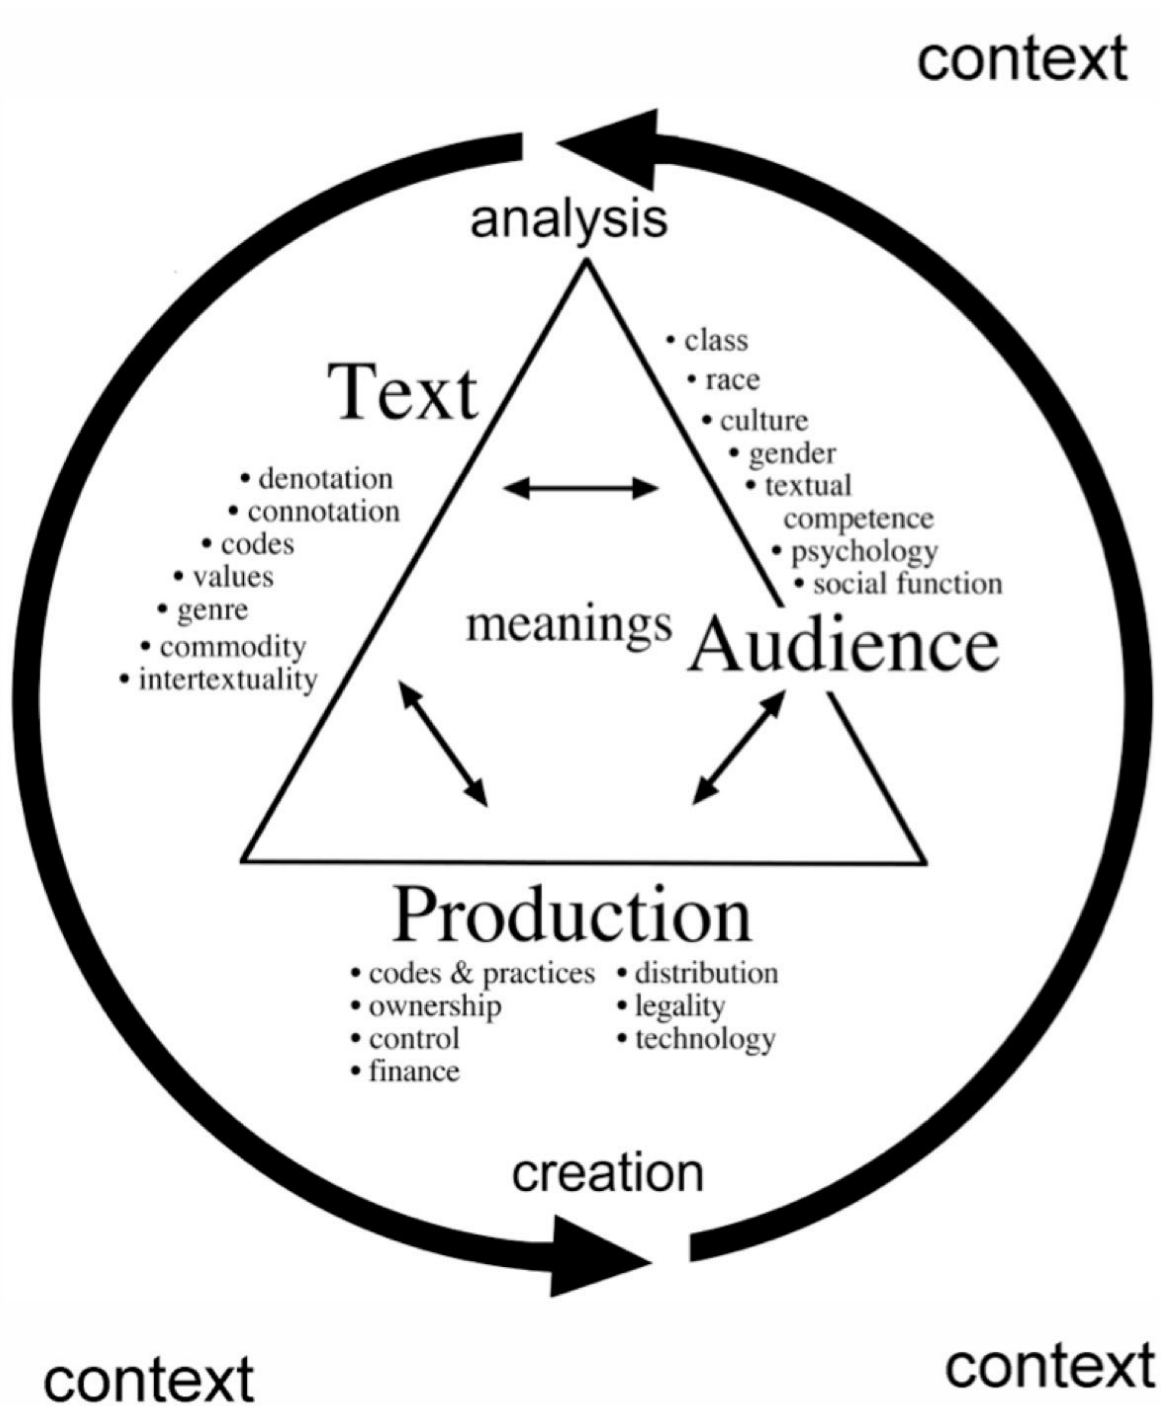 context
analysis
Text
• denotation
• connotation
• codes
• values
• genre
• commodity
• intertextuality
• class
• race
• culture
• gender
• textual
competence
• psychology
• social function
meanings
Audience
Production
• codes & practices
• ownership
• control
• finance
• distribution
• legality
• technology
creation
context
context